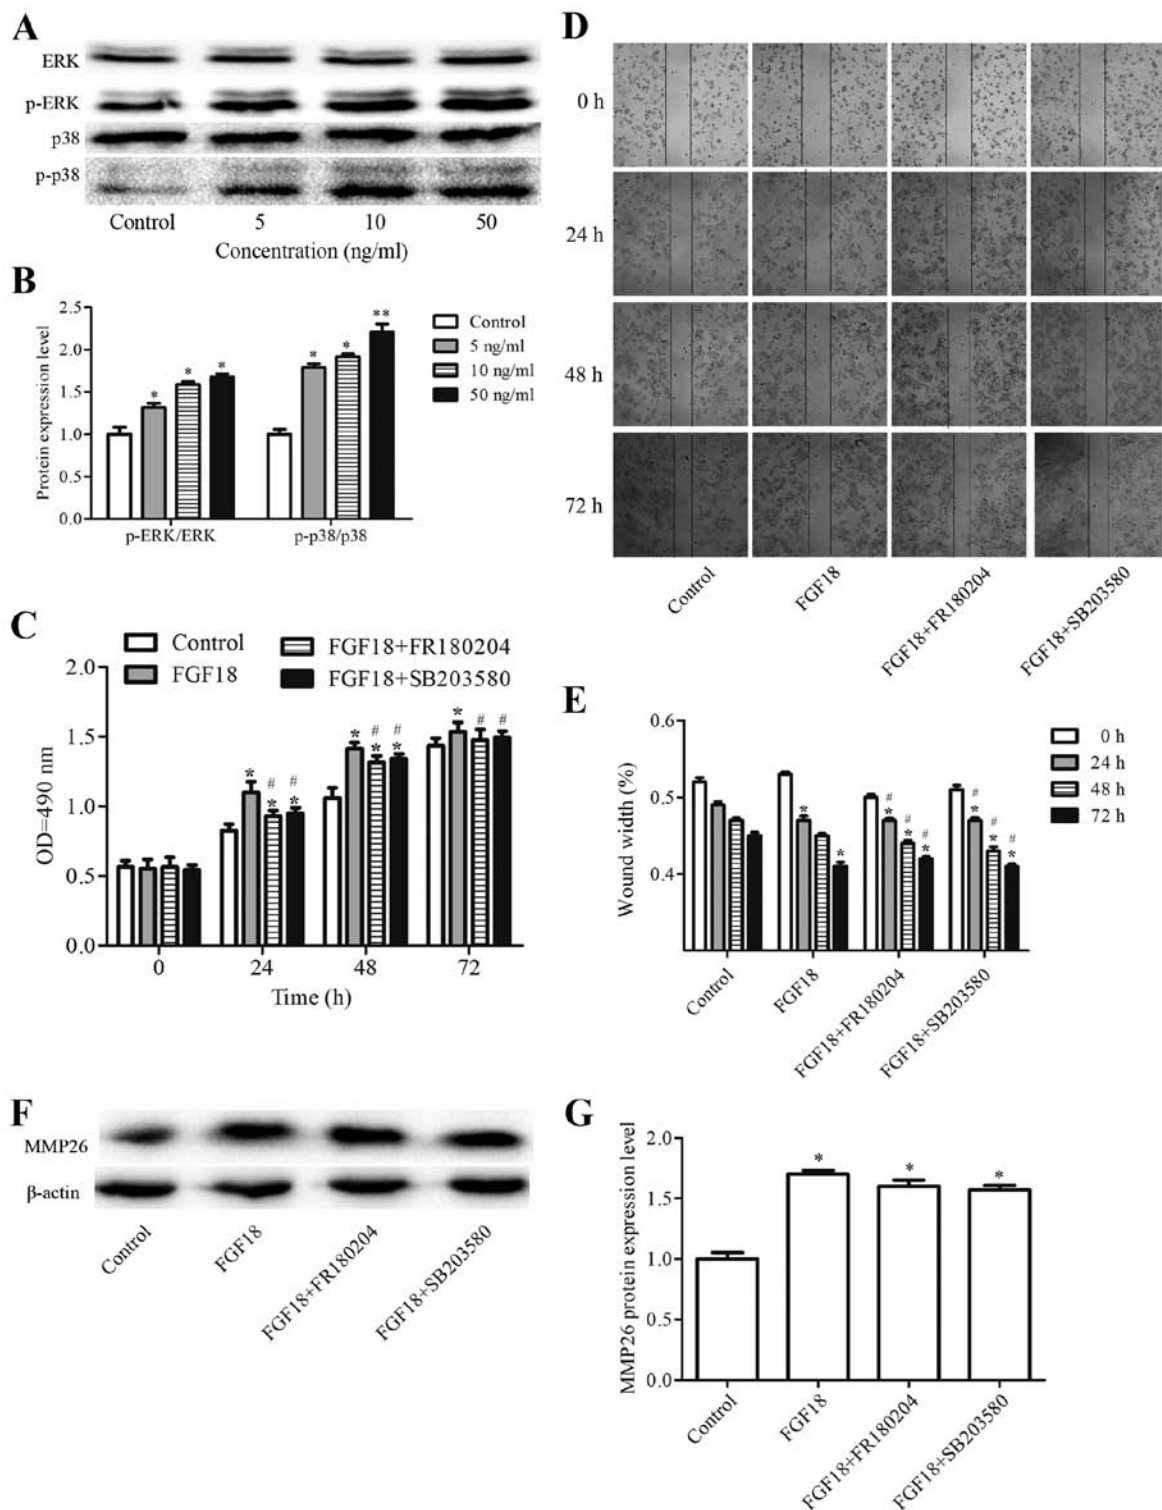 A
ERK
p-ERK
p38
p-p38
Control 5 10 50
Concentration (ng/ml)
B
Protein expression level
2.5
2.0
1.5
1.0
0.5
0.0
* * * * * **
p-ERK/ERK p-p38/p38
Control
5 ng/ml
10 ng/ml
50 ng/ml
C
Control
FGF18
FGF18+FR180204
FGF18+SB203580
OD=490 nm
2.0
1.5
1.0
0.5
0.0
* # * # *
* # * # *
* # #
0 24 48 72
Time (h)
D
0 h
24 h
48 h
72 h
Control
FGF18
FGF18+FR180204
FGF18+SB203580
E
Wound width (%)
0.6
0.5
0.4
* *
# * # * # *
# * # * # *
0 h
24 h
48 h
72 h
Control
FGF18
FGF18+FR180204
FGF18+SB203580
F
MMP26
β-actin
Control
FGF18
FGF18+FR180204
FGF18+SB203580
G
MMP26 protein expression level
2.0
1.5
1.0
0.5
0.0
* * *
Control
FGF18
FGF18+FR180204
FGF18+SB203580